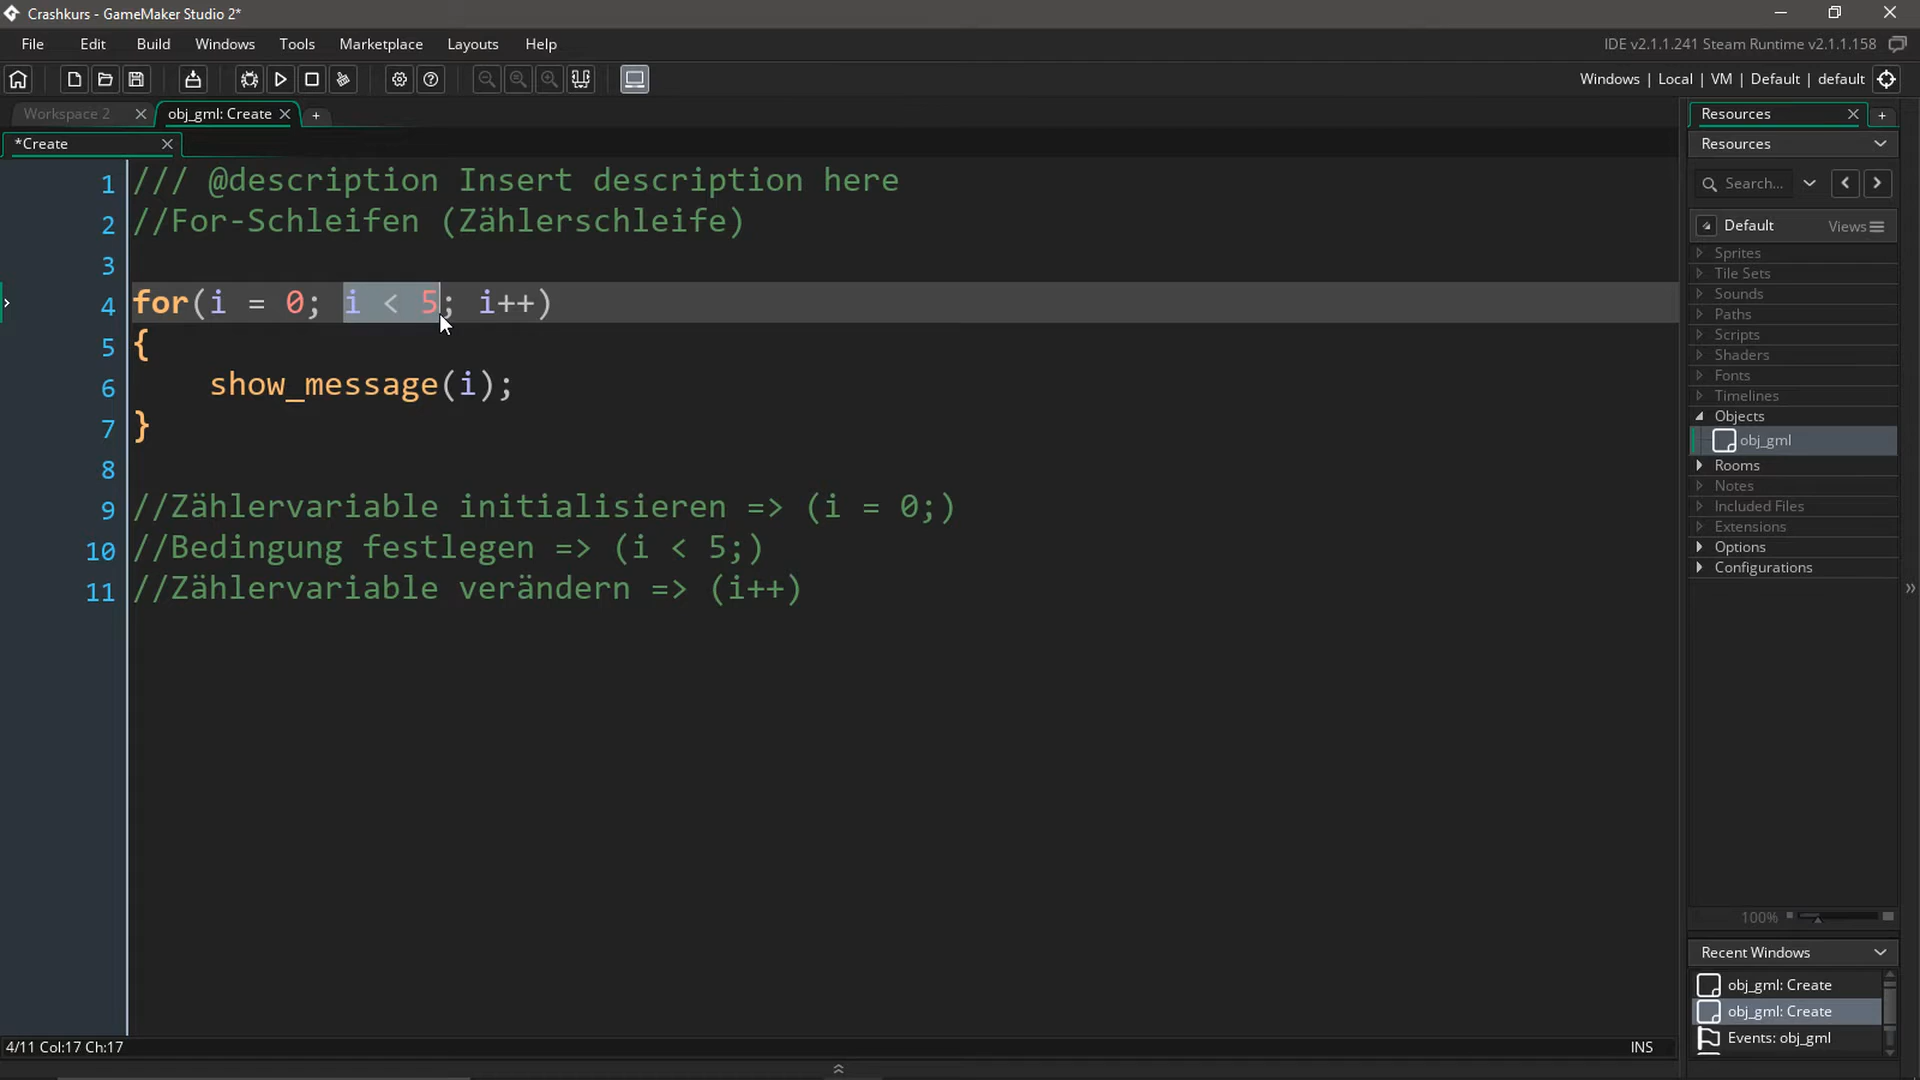 Crashkurs - GameMaker Studio 2*
File Edit Build Windows Tools Marketplace Layouts Help
IDE v2.1.1.241 Steam Runtime v2.1.1.158
Windows | Local | VM | Default | default
Workspace 2
obj_gml: Create
Resources
*Create
Resources
1 /// @description Insert description here
2 //For-Schleifen (Zählerschleife)
3
4 for(i = 0; i < 5; i++)
5 {
6 show_message(i);
7 }
8
9 //Zählervariable initialisieren => (i = 0;)
10 //Bedingung festlegen => (i < 5;)
11 //Zählervariable verändern => (i++)
Search...
Default Views
Sprites
Tile Sets
Sounds
Paths
Scripts
Shaders
Fonts
Timelines
Objects
obj_gml
Rooms
Notes
Included Files
Extensions
Options
Configurations
100%
Recent Windows
obj_gml: Create
obj_gml: Create
Events: obj_gml
4/11 Col:17 Ch:17
INS